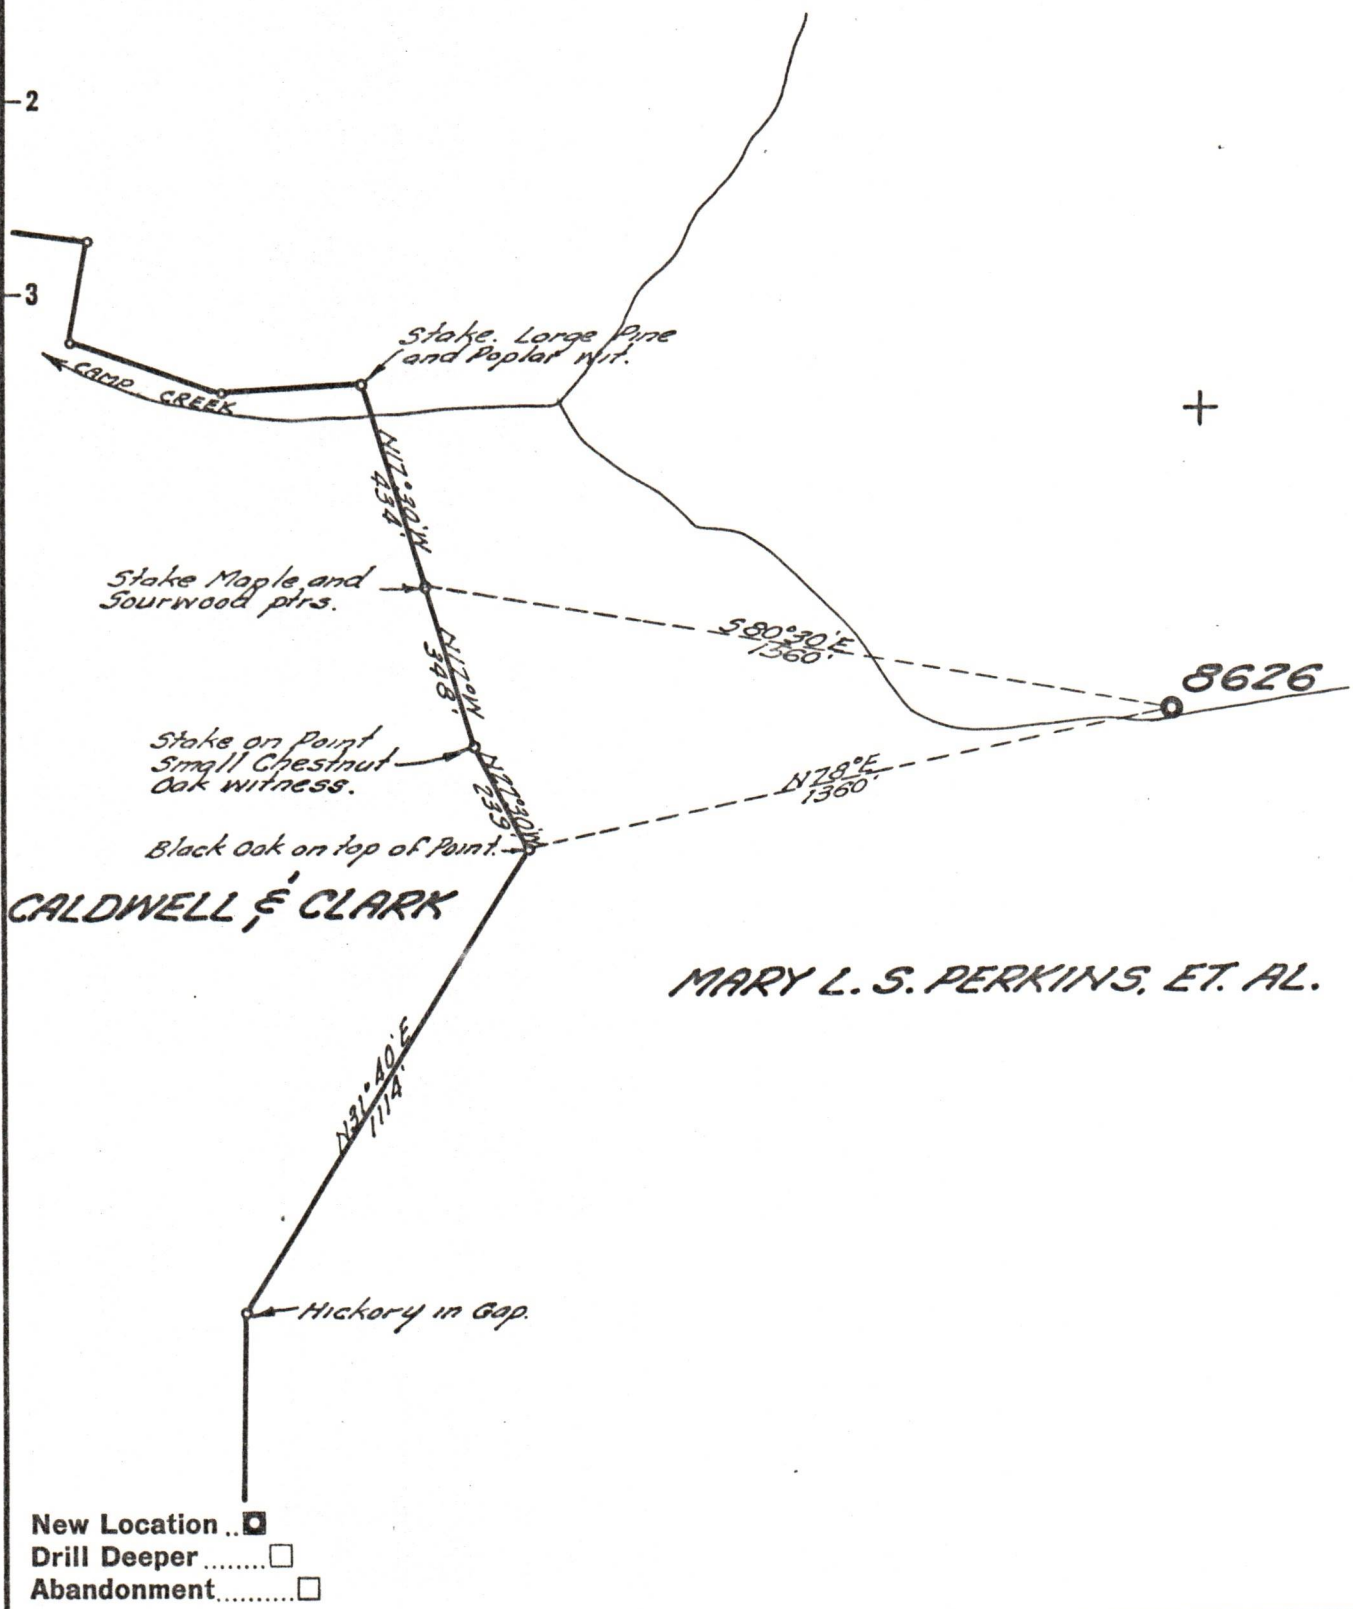 2
3
Stake. Large Pine
and Poplar wit.
CAMP CREEK
N17°30'W
434'
Stake Maple and
Sourwood ptrs.
S80°30'E
1560'
8626
N17°W
348'
Stake on Point
Small Chestnut
Oak witness.
N27°30'W
239'
N78°E
1360'
Black Oak on top of Point.
CALDWELL & CLARK
MARY L. S. PERKINS, ET. AL.
N31°40'E
1114'
Hickory in Gap.
New Location ..
Drill Deeper ........
Abandonment ..........